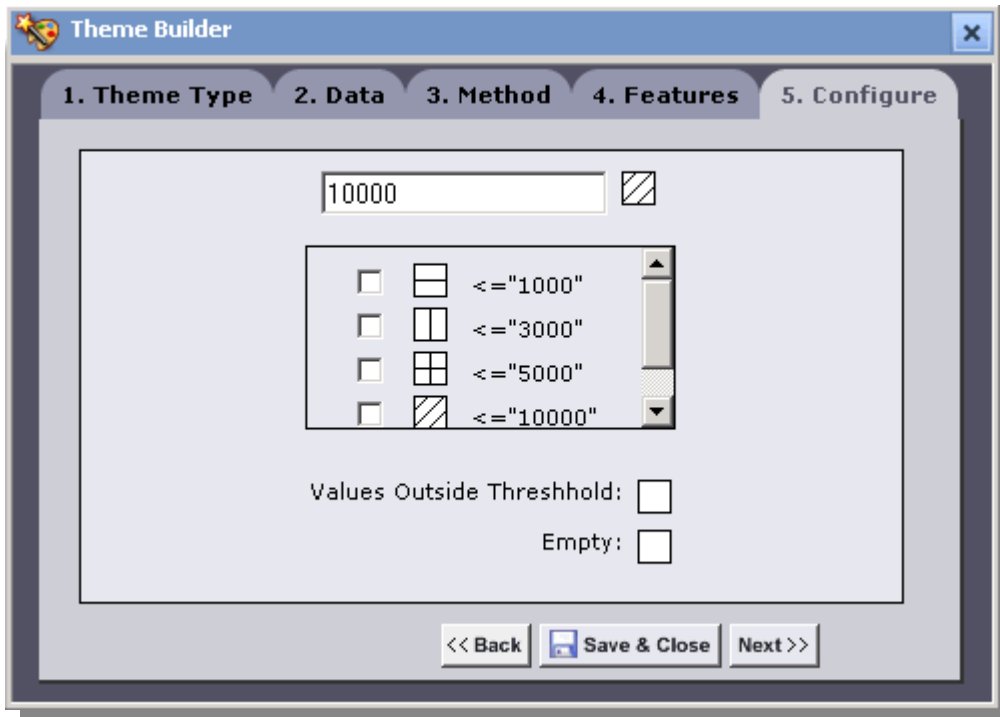 Theme Builder
1. Theme Type 2. Data 3. Method 4. Features 5. Configure
10000
<="1000"
<="3000"
<="5000"
<="10000"
Values Outside Threshhold:
Empty:
<< Back Save & Close Next >>